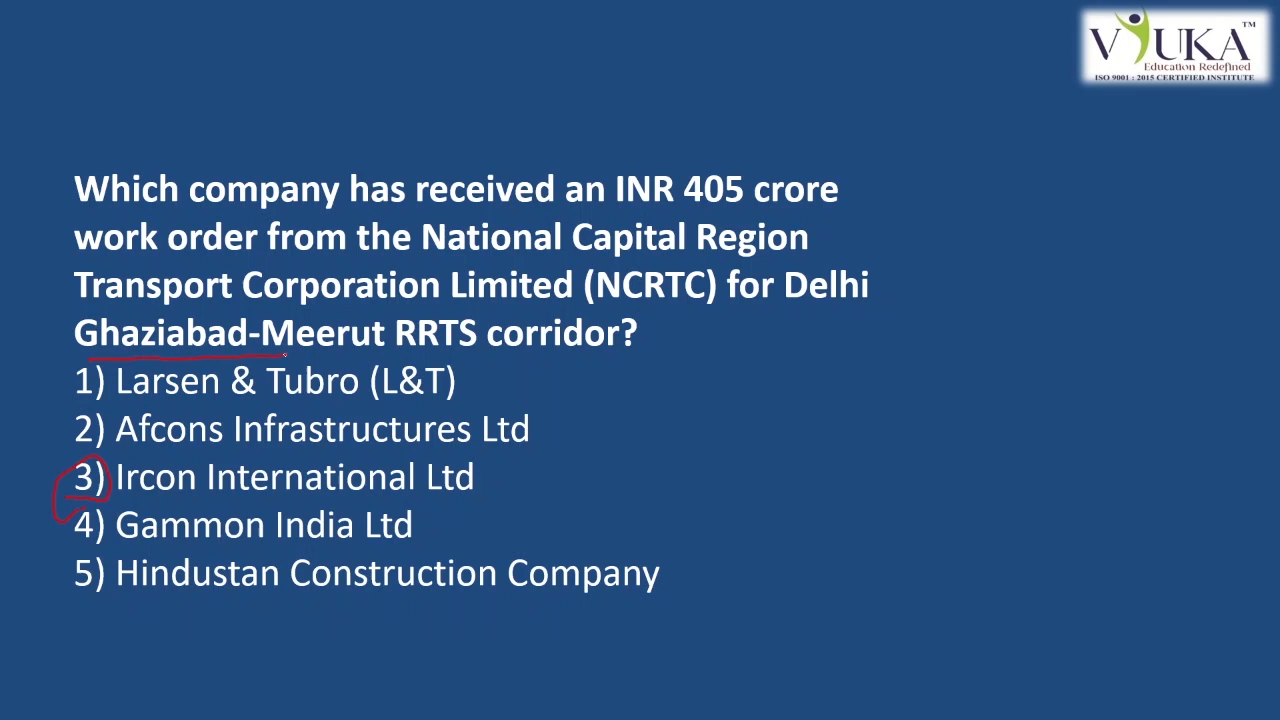 VYUKA™
Education Redefined
ISO 9001 : 2015 CERTIFIED INSTITUTE
Which company has received an INR 405 crore
work order from the National Capital Region
Transport Corporation Limited (NCRTC) for Delhi
Ghaziabad-Meerut RRTS corridor?
1) Larsen & Tubro (L&T)
2) Afcons Infrastructures Ltd
3) Ircon International Ltd
4) Gammon India Ltd
5) Hindustan Construction Company